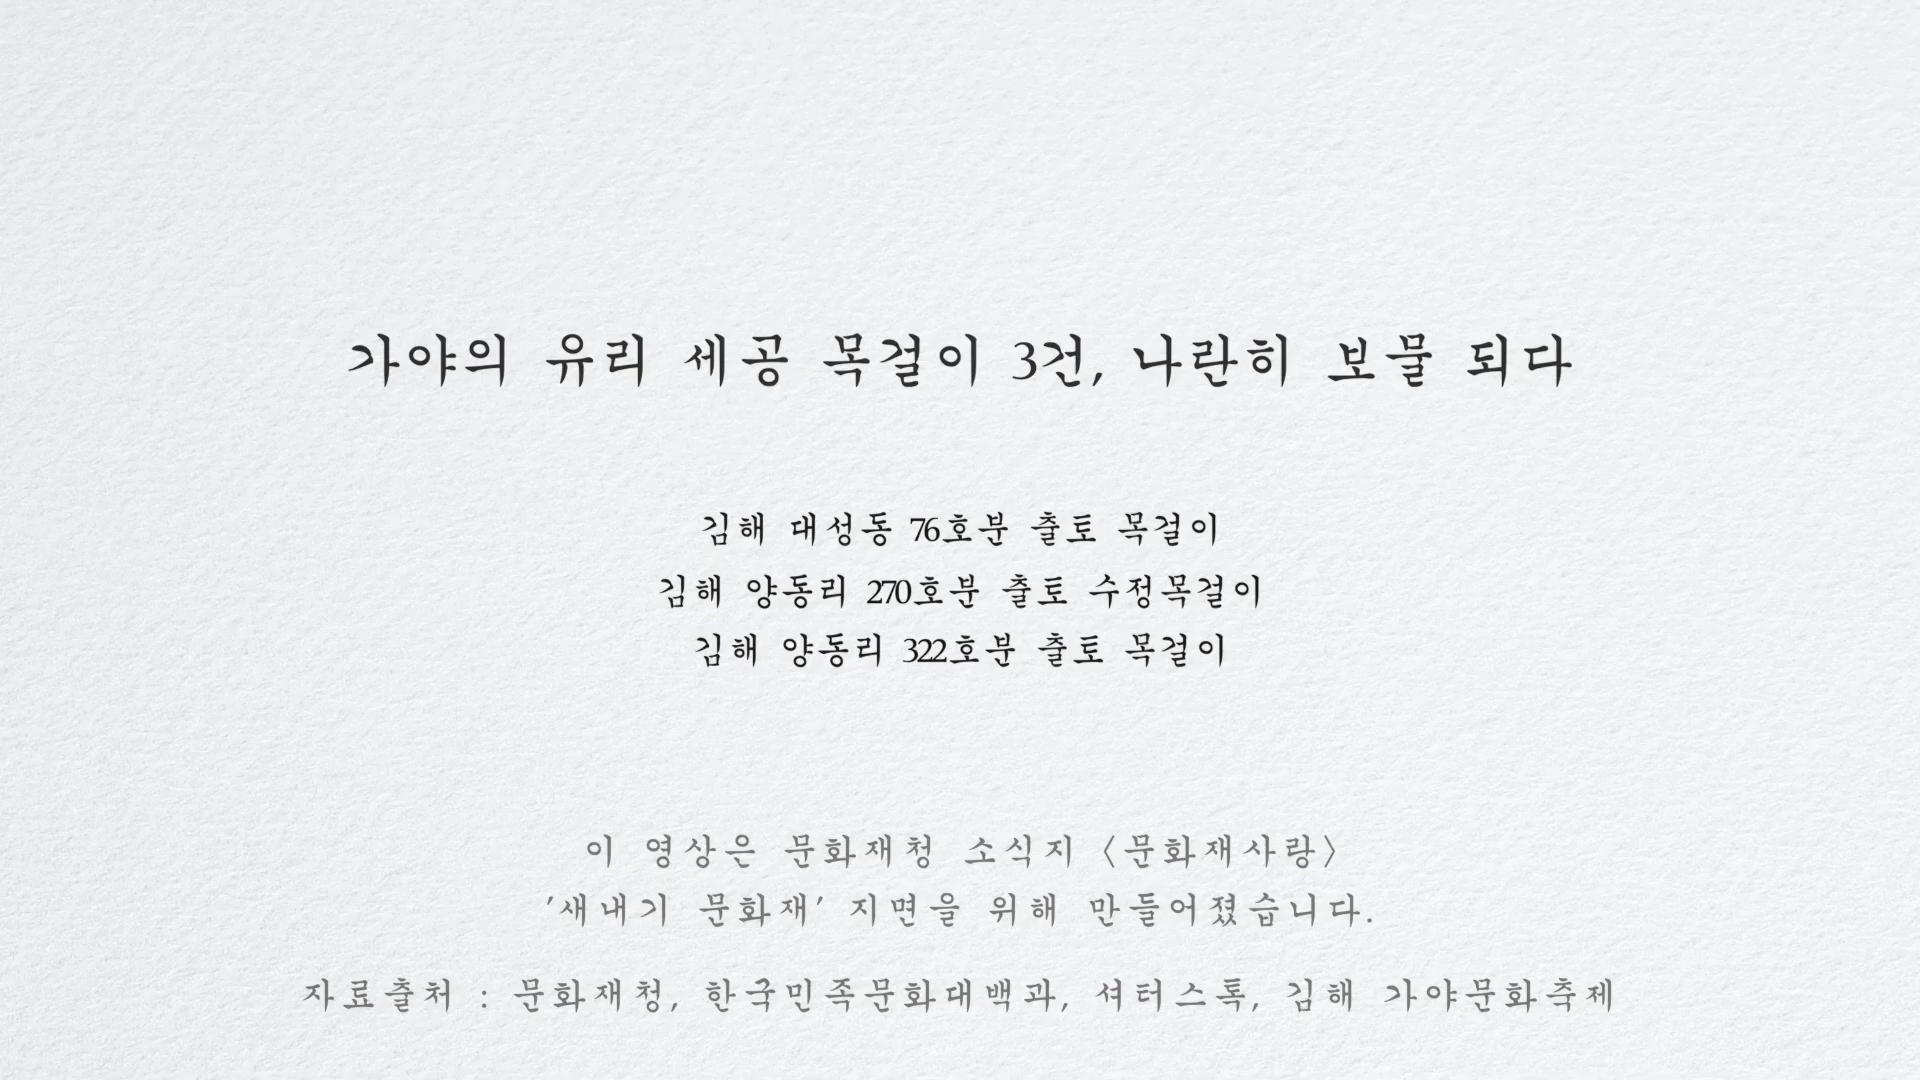 가야의 유리 세공 목걸이 3건, 나란히 보물 되다
김해 대성동 76호분 출토 목걸이
김해 양동리 270호분 출토 수정목걸이
김해 양동리 322호분 출토 목걸이
이 영상은 문화재청 소식지 〈문화재사랑〉
'새내기 문화재' 지면을 위해 만들어졌습니다.
자료출처 : 문화재청, 한국민족문화대백과, 셔터스톡, 김해 가야문화축제